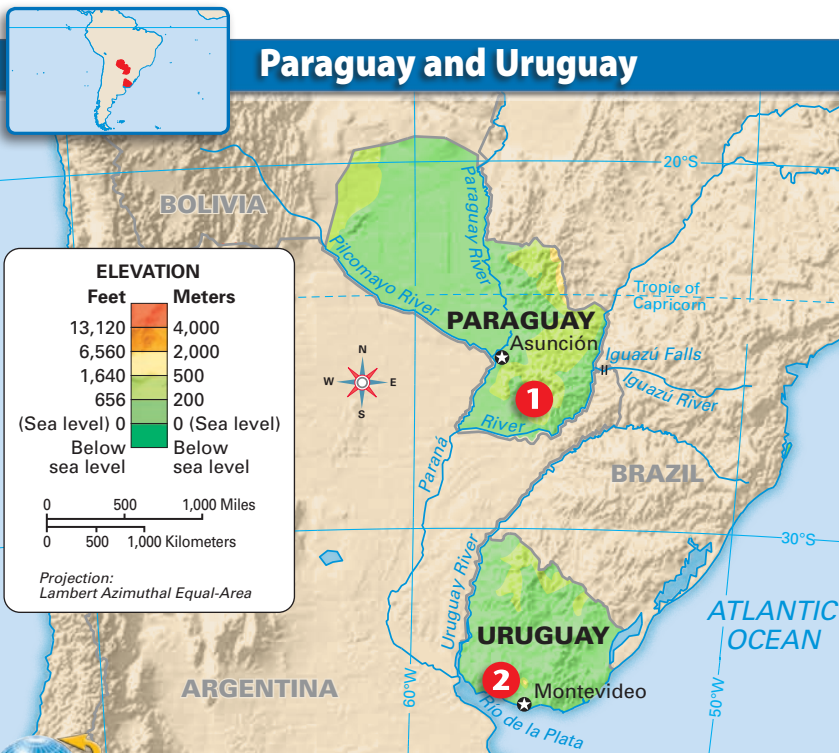 Paraguay and Uruguay
20°S
BOLIVIA
Paraguay River
Pilcomayo River
Tropic of
Capricorn
PARAGUAY
Asunción
Iguazú Falls
Iguazú River
1
River
Paraná
BRAZIL
30°S
Uruguay River
URUGUAY
ATLANTIC
OCEAN
2
Montevideo
ARGENTINA
60°W
50°W
Río de la Plata
N
W E
S
ELEVATION
Feet Meters
13,120 4,000
6,560 2,000
1,640 500
656 200
(Sea level) 0 0 (Sea level)
Below Below
sea level sea level
0 500 1,000 Miles
0 500 1,000 Kilometers
Projection:
Lambert Azimuthal Equal-Area